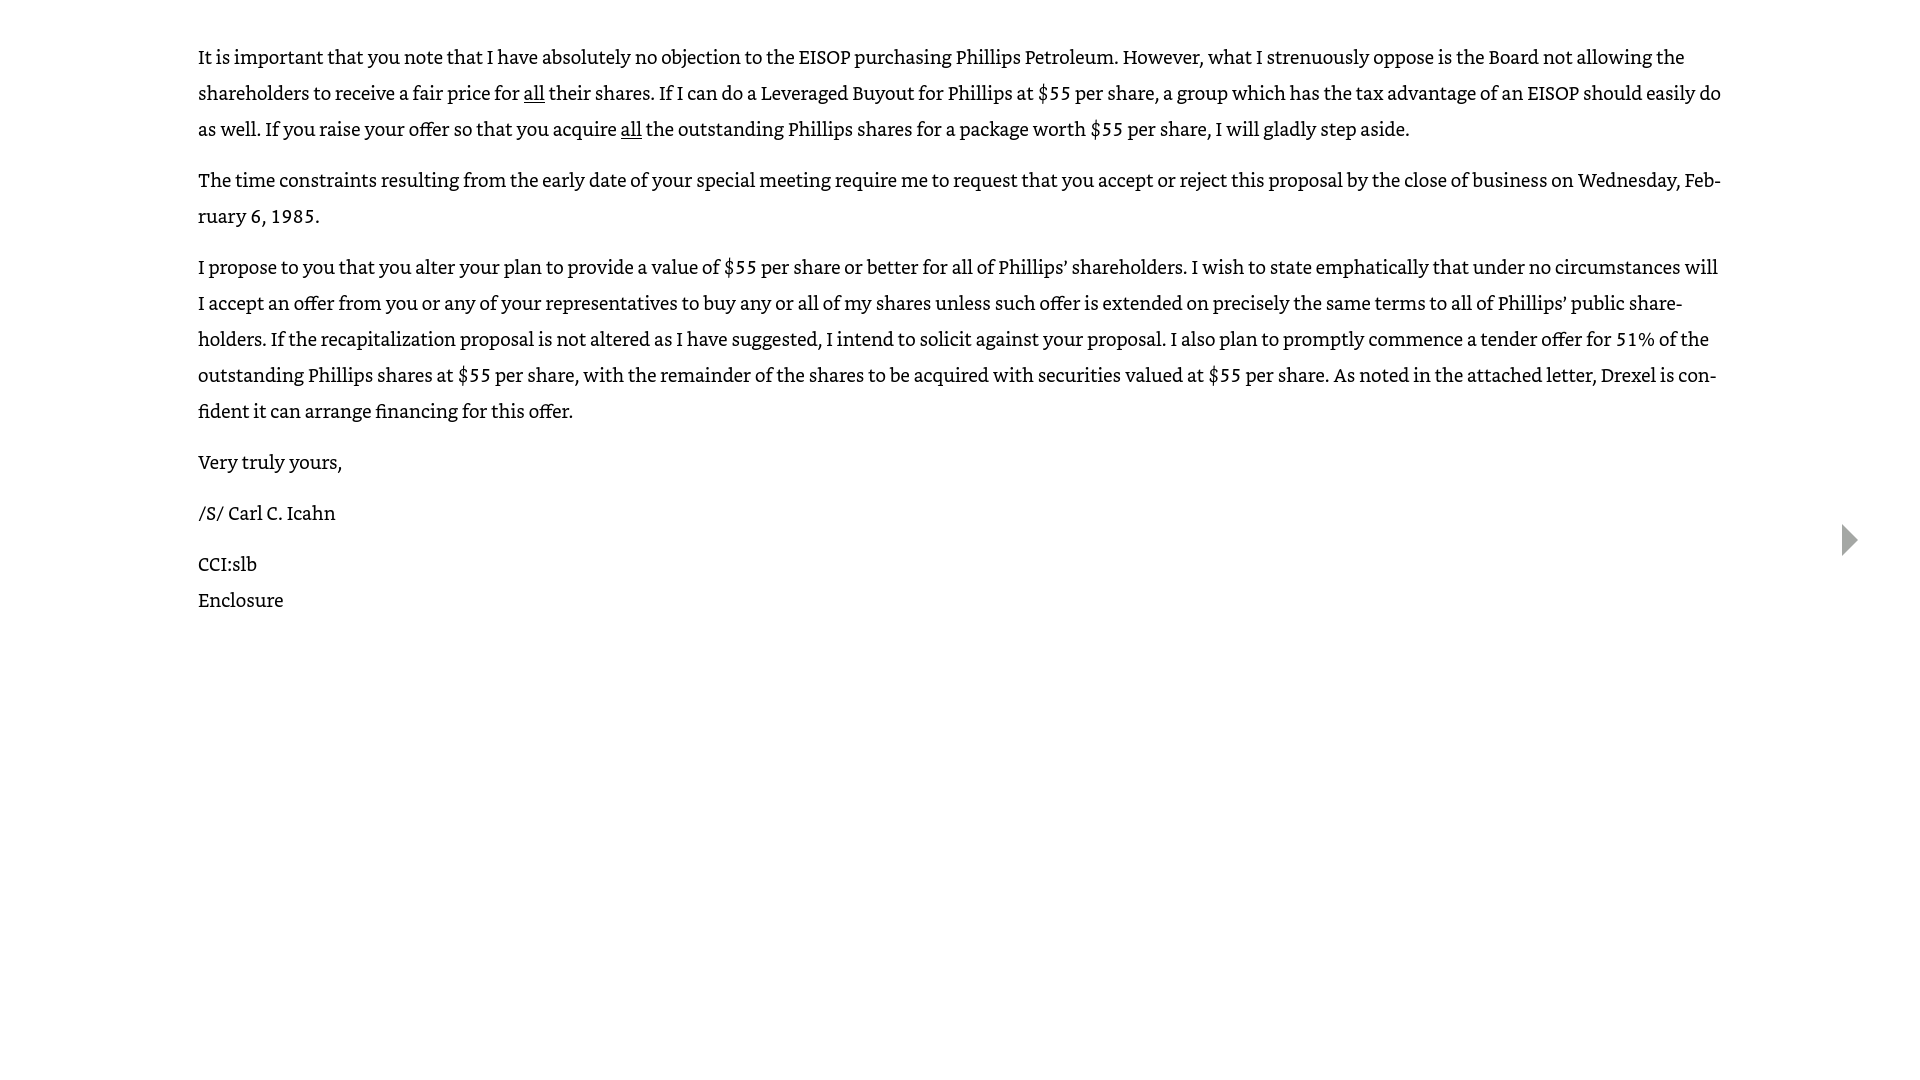 It is important that you note that I have absolutely no objection to the EISOP purchasing Phillips Petroleum. However, what I strenuously oppose is the Board not allowing the
shareholders to receive a fair price for all their shares. If I can do a Leveraged Buyout for Phillips at $55 per share, a group which has the tax advantage of an EISOP should easily do
as well. If you raise your offer so that you acquire all the outstanding Phillips shares for a package worth $55 per share, I will gladly step aside.
The time constraints resulting from the early date of your special meeting require me to request that you accept or reject this proposal by the close of business on Wednesday, Feb-
ruary 6, 1985.
I propose to you that you alter your plan to provide a value of $55 per share or better for all of Phillips’ shareholders. I wish to state emphatically that under no circumstances will
I accept an offer from you or any of your representatives to buy any or all of my shares unless such offer is extended on precisely the same terms to all of Phillips’ public share-
holders. If the recapitalization proposal is not altered as I have suggested, I intend to solicit against your proposal. I also plan to promptly commence a tender offer for 51% of the
outstanding Phillips shares at $55 per share, with the remainder of the shares to be acquired with securities valued at $55 per share. As noted in the attached letter, Drexel is con-
fident it can arrange financing for this offer.
Very truly yours,
/S/ Carl C. Icahn
CCI:slb
Enclosure